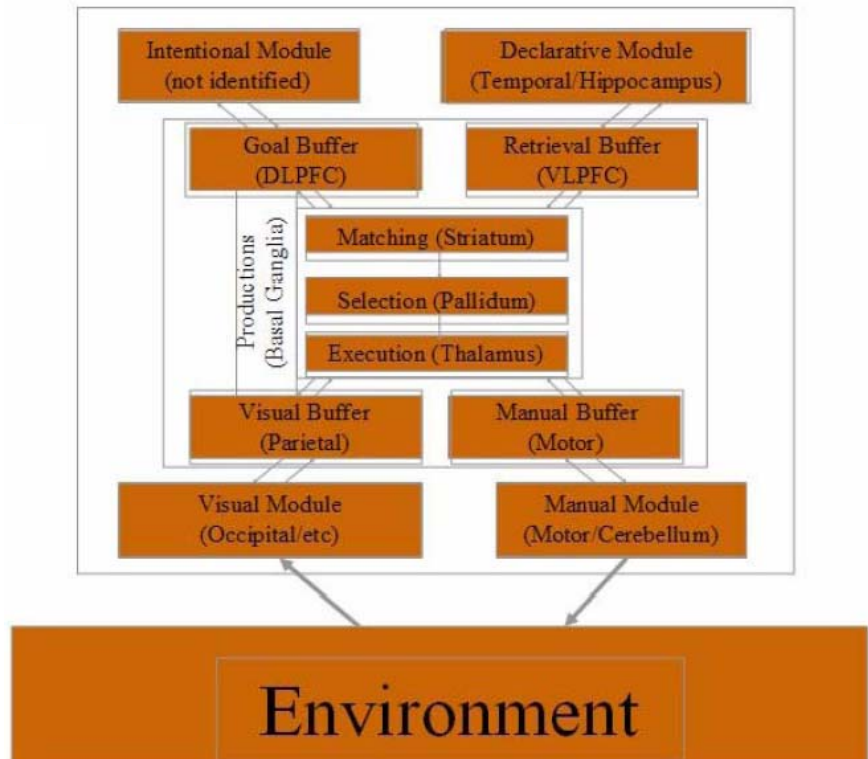 Intentional Module
(not identified)
Declarative Module
(Temporal/Hippocampus)
Goal Buffer
(DLPFC)
Retrieval Buffer
(VLPFC)
Productions
(Basal Ganglia)
Matching (Striatum)
Selection (Pallidum)
Execution (Thalamus)
Visual Buffer
(Parietal)
Manual Buffer
(Motor)
Visual Module
(Occipital/etc)
Manual Module
(Motor/Cerebellum)
Environment